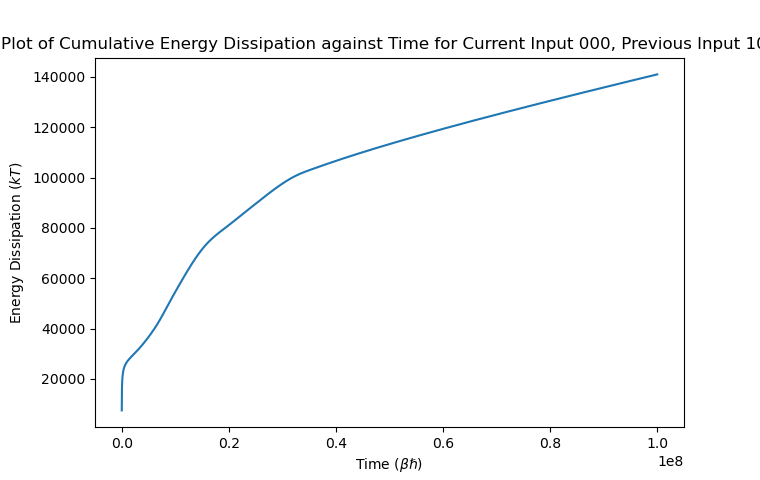 Plot of Cumulative Energy Dissipation against Time for Current Input 000, Previous Input 10
140000
120000
100000
80000
60000
40000
20000
Energy Dissipation (kT)
0.0 0.2 0.4 0.6 0.8 1.0
1e8
Time (βℏ)